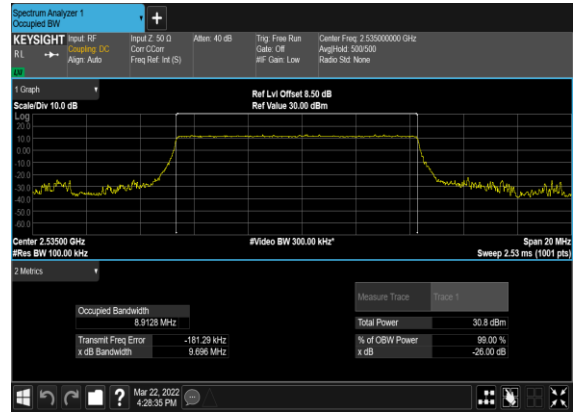 Spectrum Analyzer 1
Occupied BW
+
KEYSIGHT Input: RF Input Z: 50 Ω Atten: 40 dB Trig: Free Run Center Freq: 2.535000000 GHz
RL Coupling: DC Corr CCorr Gate: Off Avg|Hold: 500/500
Align: Auto Freq Ref: Int (S) #IF Gain: Low Radio Std: None
LW
1 Graph
Ref Lvl Offset 8.50 dB
Scale/Div 10.0 dB Ref Value 30.00 dBm
Log
20.0
10.0
0.00
-10.0
-20.0
-30.0
-40.0
-50.0
-60.0
Center 2.53500 GHz #Video BW 300.00 kHz* Span 20 MHz
#Res BW 100.00 kHz Sweep 2.53 ms (1001 pts)
2 Metrics
Measure Trace Trace 1
Occupied Bandwidth
8.9128 MHz Total Power 30.8 dBm
Transmit Freq Error -181.29 kHz % of OBW Power 99.00 %
x dB Bandwidth 9.696 MHz x dB -26.00 dB
? Mar 22, 2022
4:28:35 PM